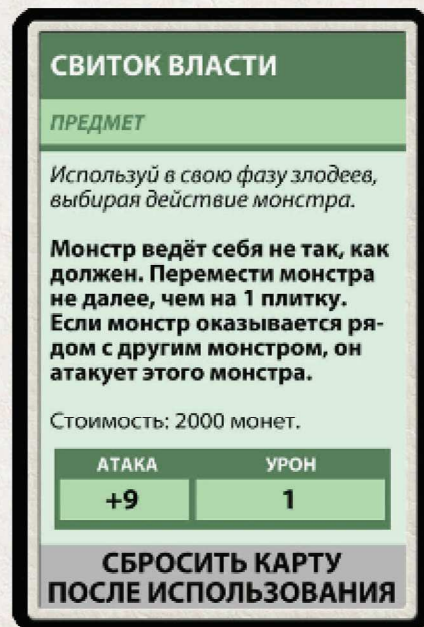 СВИТОК ВЛАСТИ
ПРЕДМЕТ
Используй в свою фазу злодеев,
выбирая действие монстра.
Монстр ведёт себя не так, как
должен. Перемести монстра
не далее, чем на 1 плитку.
Если монстр оказывается ря-
дом с другим монстром, он
атакует этого монстра.
Стоимость: 2000 монет.
АТАКА УРОН
+9 1
СБРОСИТЬ КАРТУ
ПОСЛЕ ИСПОЛЬЗОВАНИЯ